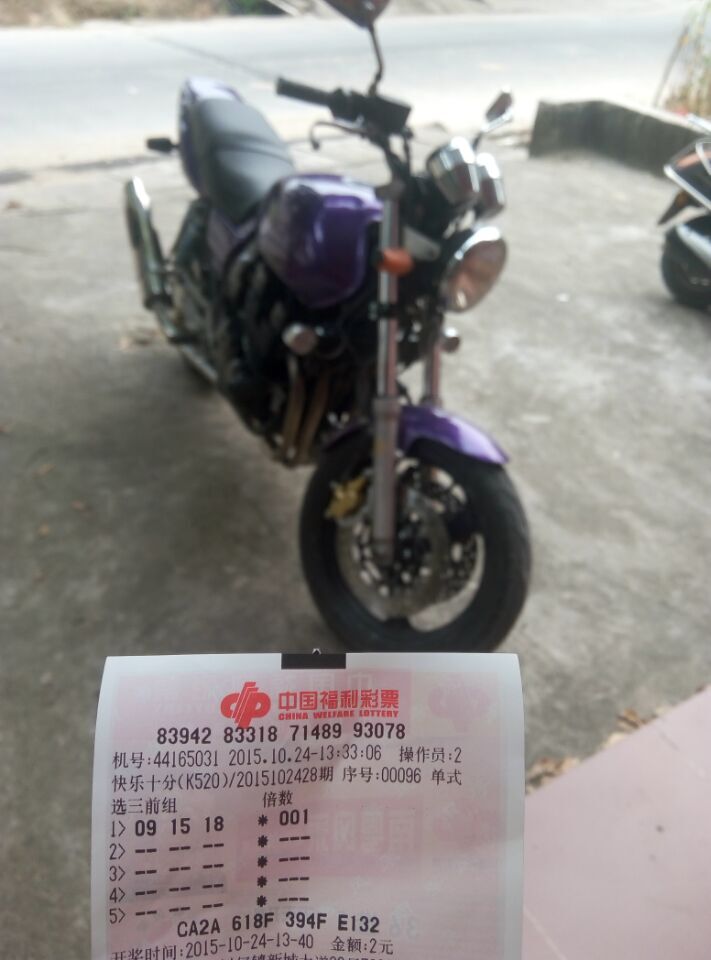 中国福利彩票
CHINA WELFARE LOTTERY
83942 83318 71489 93078
机号:44165031 2015.10.24-13:33:06 操作员:2
快乐十分(K520)/2015102428期 序号:00096 单式
选三前组 倍数
1> 09 15 18 * 001
2> -- -- -- * ---
3> -- -- -- * ---
4> -- -- -- * ---
5> -- -- -- * ---
CA2A 618F 394F E132
开奖时间:2015-10-24-13-40 金额:2元